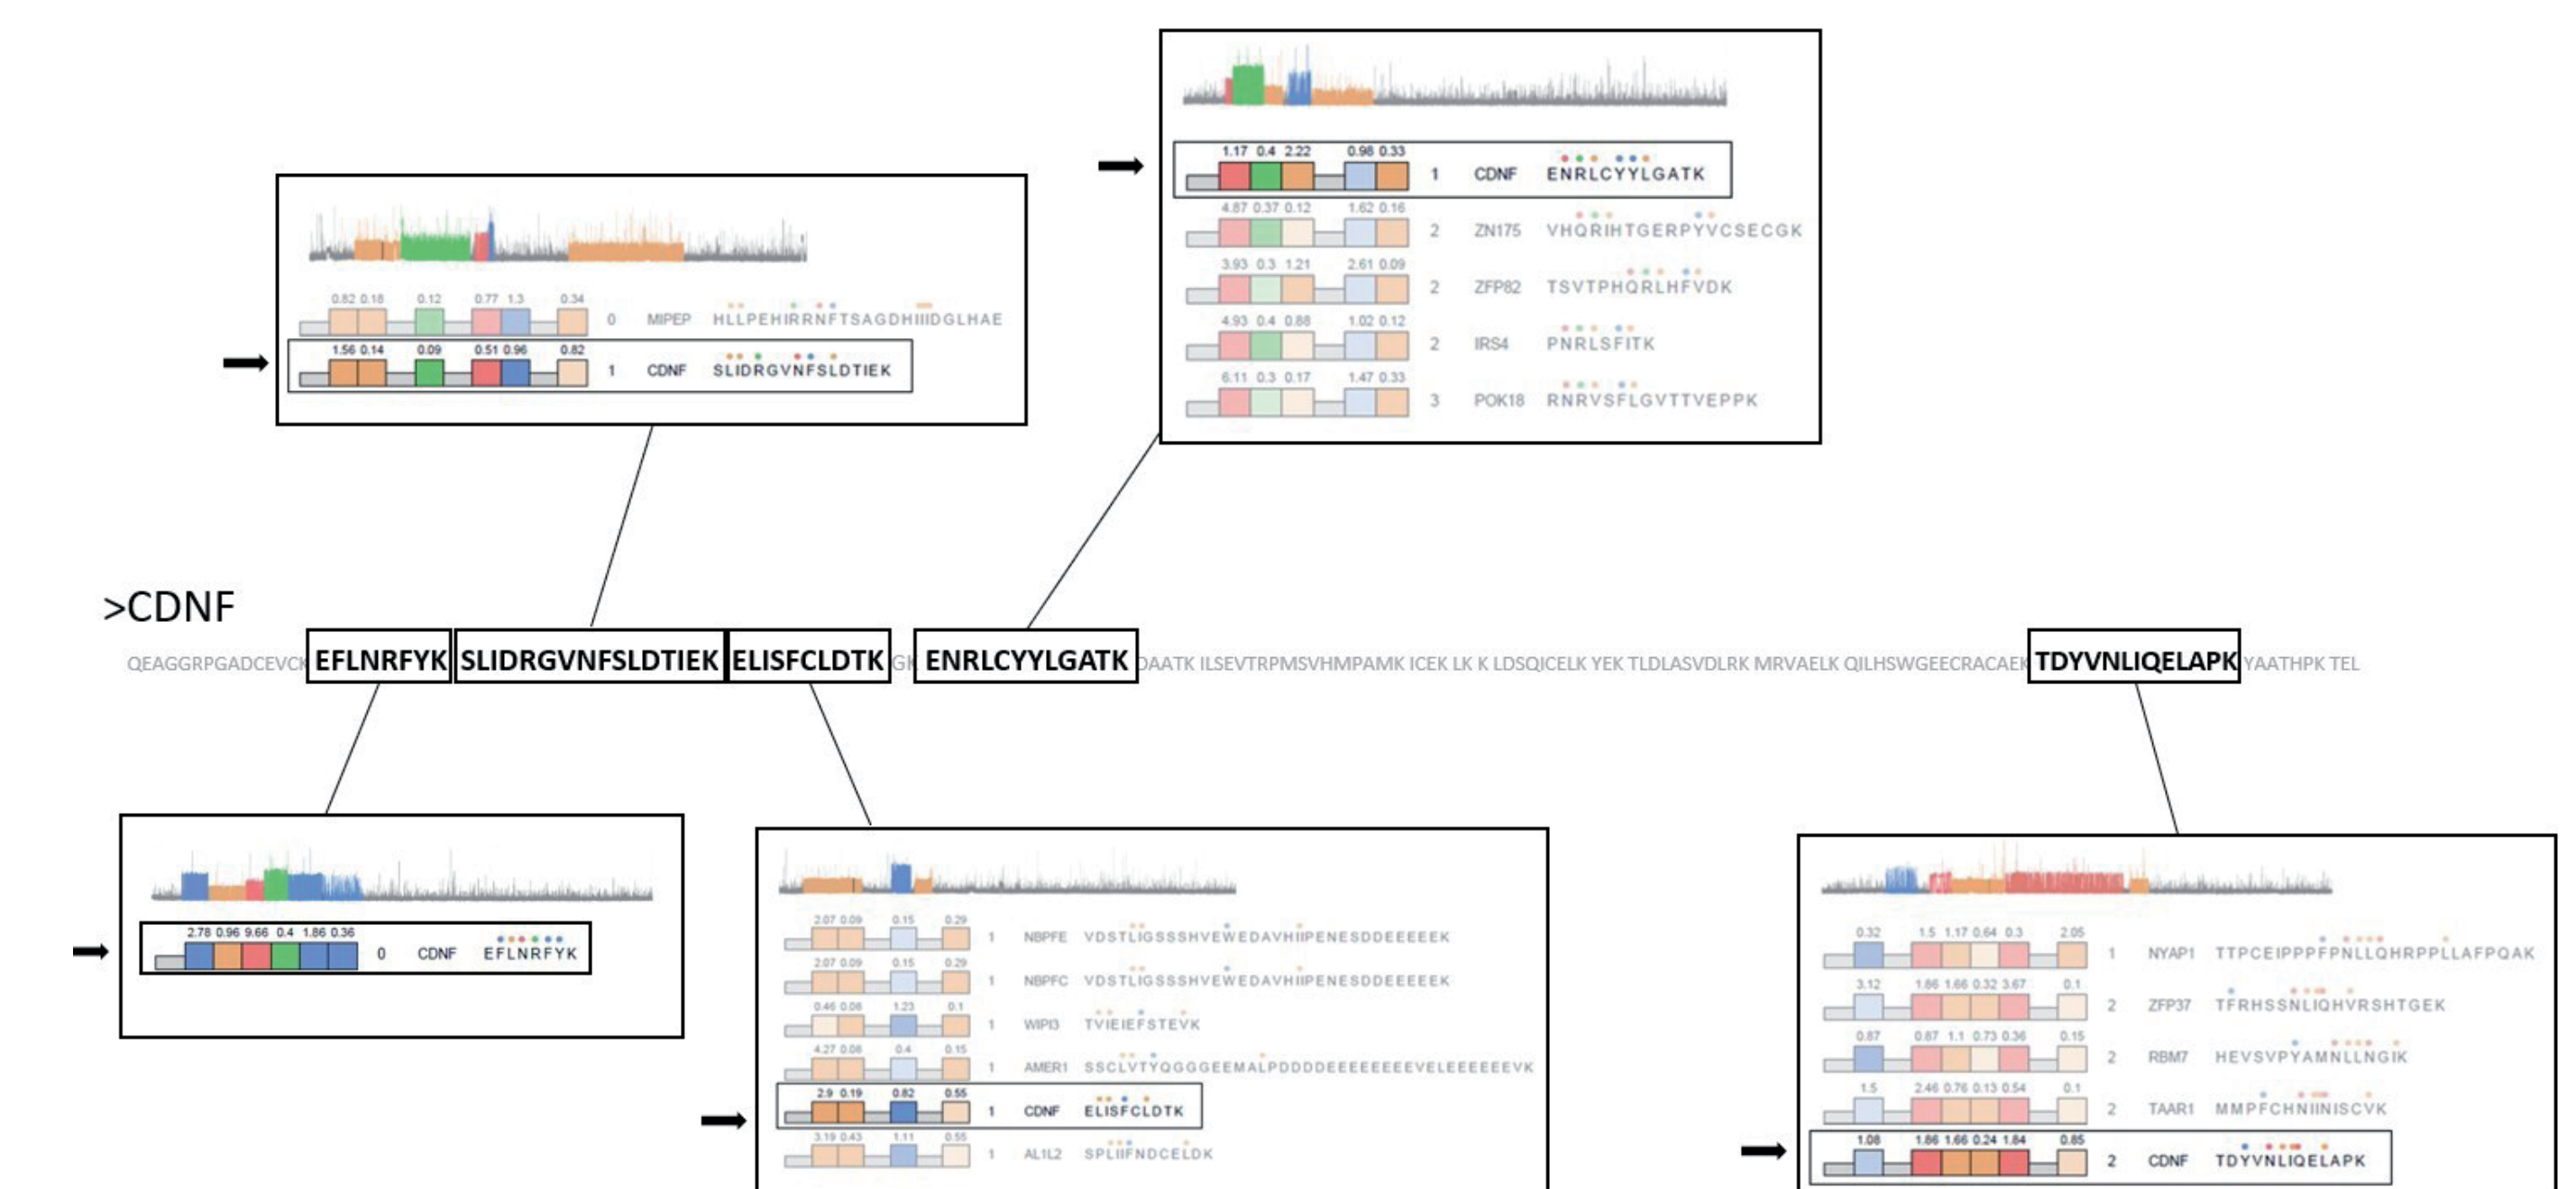 1.17 0.4 2.22 0.98 0.33
1 CDNF ENRLCYYLGATK
4.87 0.37 0.12 1.62 0.16
2 ZN175 VHQRIHTGERPYVCSECGK
3.93 0.3 1.21 2.61 0.09
2 ZFP82 TSVTPHQRLHFVDK
4.93 0.4 0.88 1.02 0.12
2 IRS4 PNRLSFITK
6.11 0.3 0.17 1.47 0.33
3 POK18 RNRVSFLGVTTVEPPK
0.82 0.18 0.12 0.77 1.3 0.34
0 MIPEP HLLPEHIRRNFTSAGDHIIIDGLHAE
1.56 0.14 0.09 0.51 0.96 0.82
1 CDNF SLIDRGVNFSLDTIEK
>CDNF
QEAGGRPGADCEVCK EFLNRFYK SLIDRGVNFSLDTIEK ELISFCLDTK GK ENRLCYYLGATK DAATK ILSEVTRPMSVHMPAMK ICEK LK K LDSQICELK YEK TLDLASVDLRK MRVAELK QILHSWGEECRACAEK TDYVNLIQELAPK YAATHPK TEL
2.78 0.96 9.66 0.4 1.86 0.36
0 CDNF EFLNRFYK
2.07 0.09 0.15 0.29
1 NBPFE VDSTLIGSSSHVEWEDAVHIIPENESDDEEEEEK
2.07 0.09 0.15 0.29
1 NBPFC VDSTLIGSSSHVEWEDAVHIIPENESDDEEEEEK
0.46 0.08 1.23 0.1
1 WIPI3 TVIEIEFSTEVK
4.27 0.08 0.4 0.15
1 AMER1 SSCLVTYQGGGEEMALPDDDDEEEEEEEEEVELEEEEEEVK
2.9 0.19 0.82 0.55
1 CDNF ELISFCLDTK
3.19 0.43 1.11 0.55
1 AL1L2 SPLIIFNDCELDK
0.32 1.5 1.17 0.64 0.3 2.05
1 NYAP1 TTPCEIPPPFPNLLQHRPPLLAFPQAK
3.12 1.86 1.66 0.32 3.67 0.1
2 ZFP37 TFRHSSNLIQHVRSHTGEK
0.87 0.87 1.1 0.73 0.36 0.15
2 RBM7 HEVSVPYAMNLLNGIK
1.5 2.46 0.76 0.13 0.54 0.1
2 TAAR1 MMPFCHNIINISCVK
1.08 1.86 1.66 0.24 1.84 0.85
2 CDNF TDYVNLIQELAPK